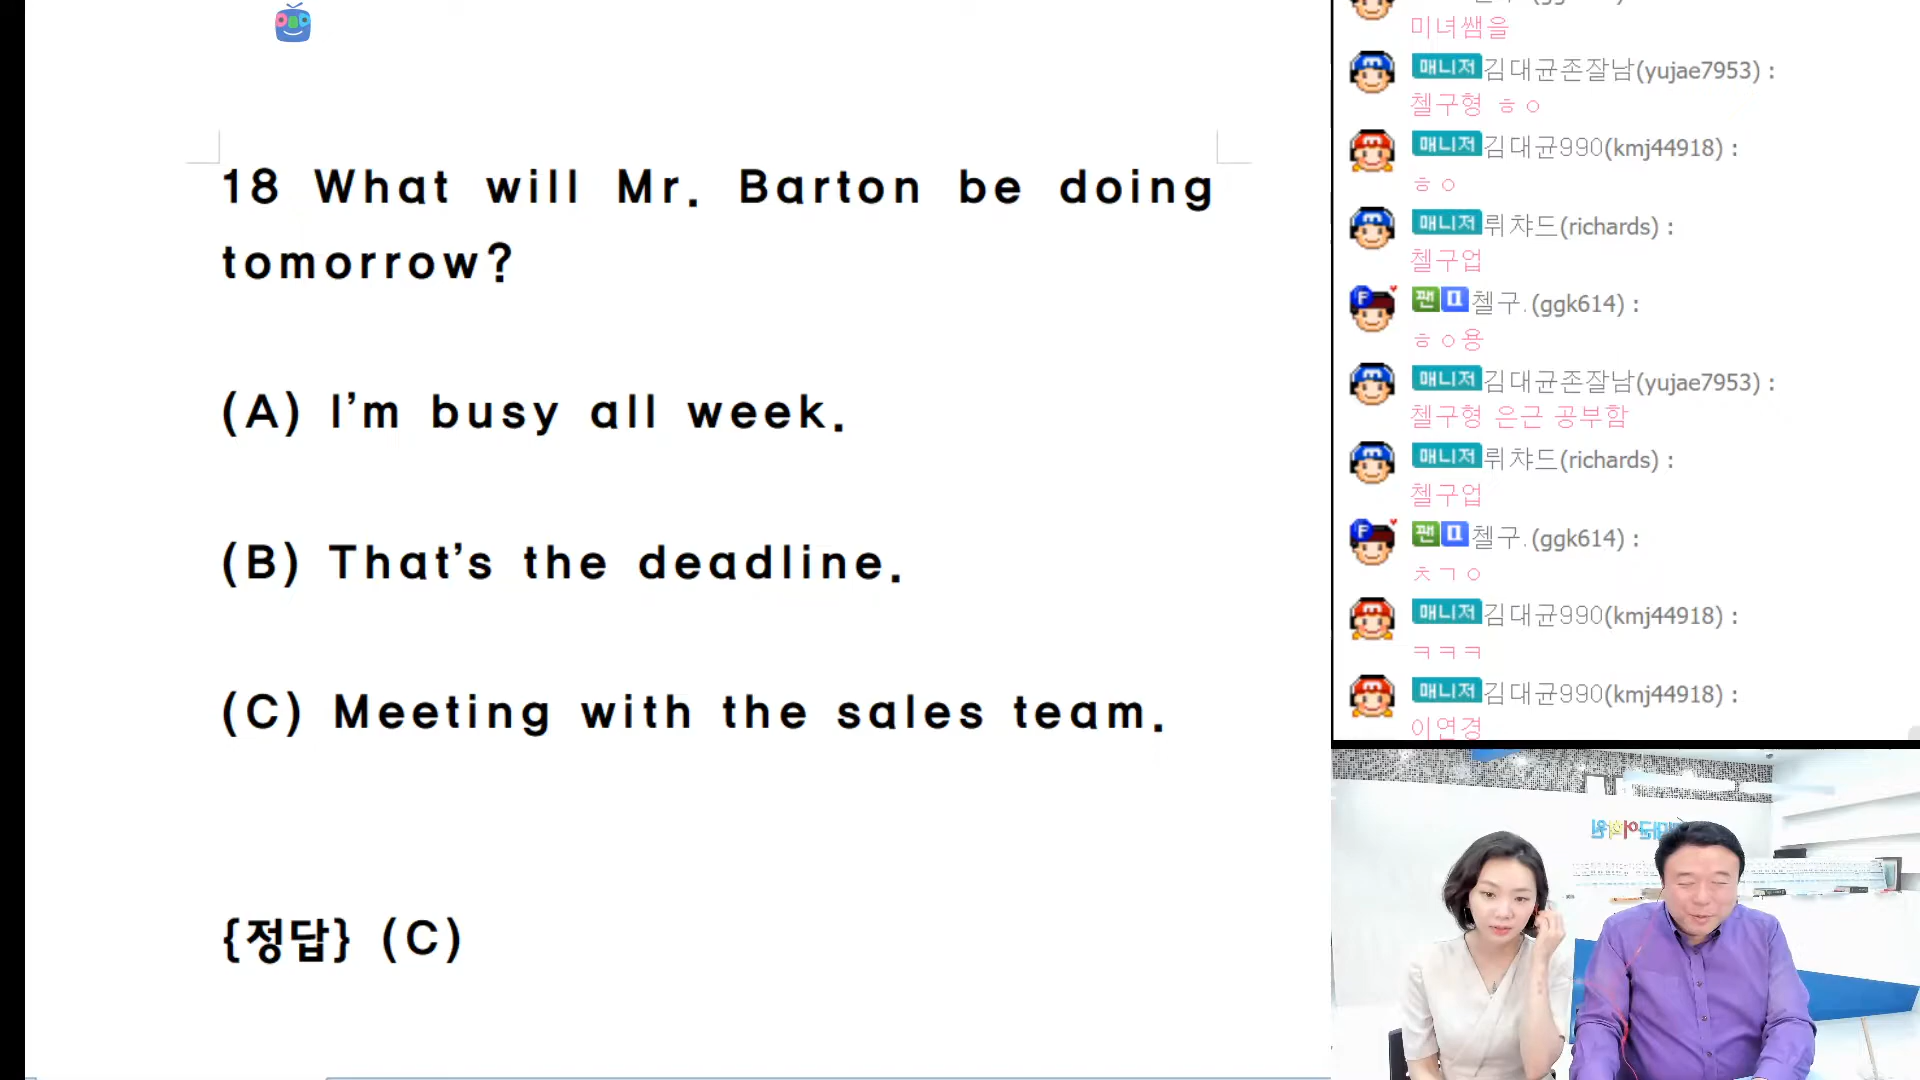 18 What will Mr. Barton be doing
tomorrow?
(A) I'm busy all week.
(B) That's the deadline.
(C) Meeting with the sales team.
{정답} (C)
미녀쌤을
매니저 김대균존잘남(yujae7953) :
첼구형 ㅎㅇ
매니저 김대균990(kmj44918) :
ㅎㅇ
매니저 뤼챠드(richards) :
첼구업
팬 첼구.(ggk614) :
ㅎㅇ용
매니저 김대균존잘남(yujae7953) :
첼구형 은근 공부함
매니저 뤼챠드(richards) :
첼구업
팬 첼구.(ggk614) :
ㅊㄱㅇ
매니저 김대균990(kmj44918) :
ㅋㅋㅋ
매니저 김대균990(kmj44918) :
이연경